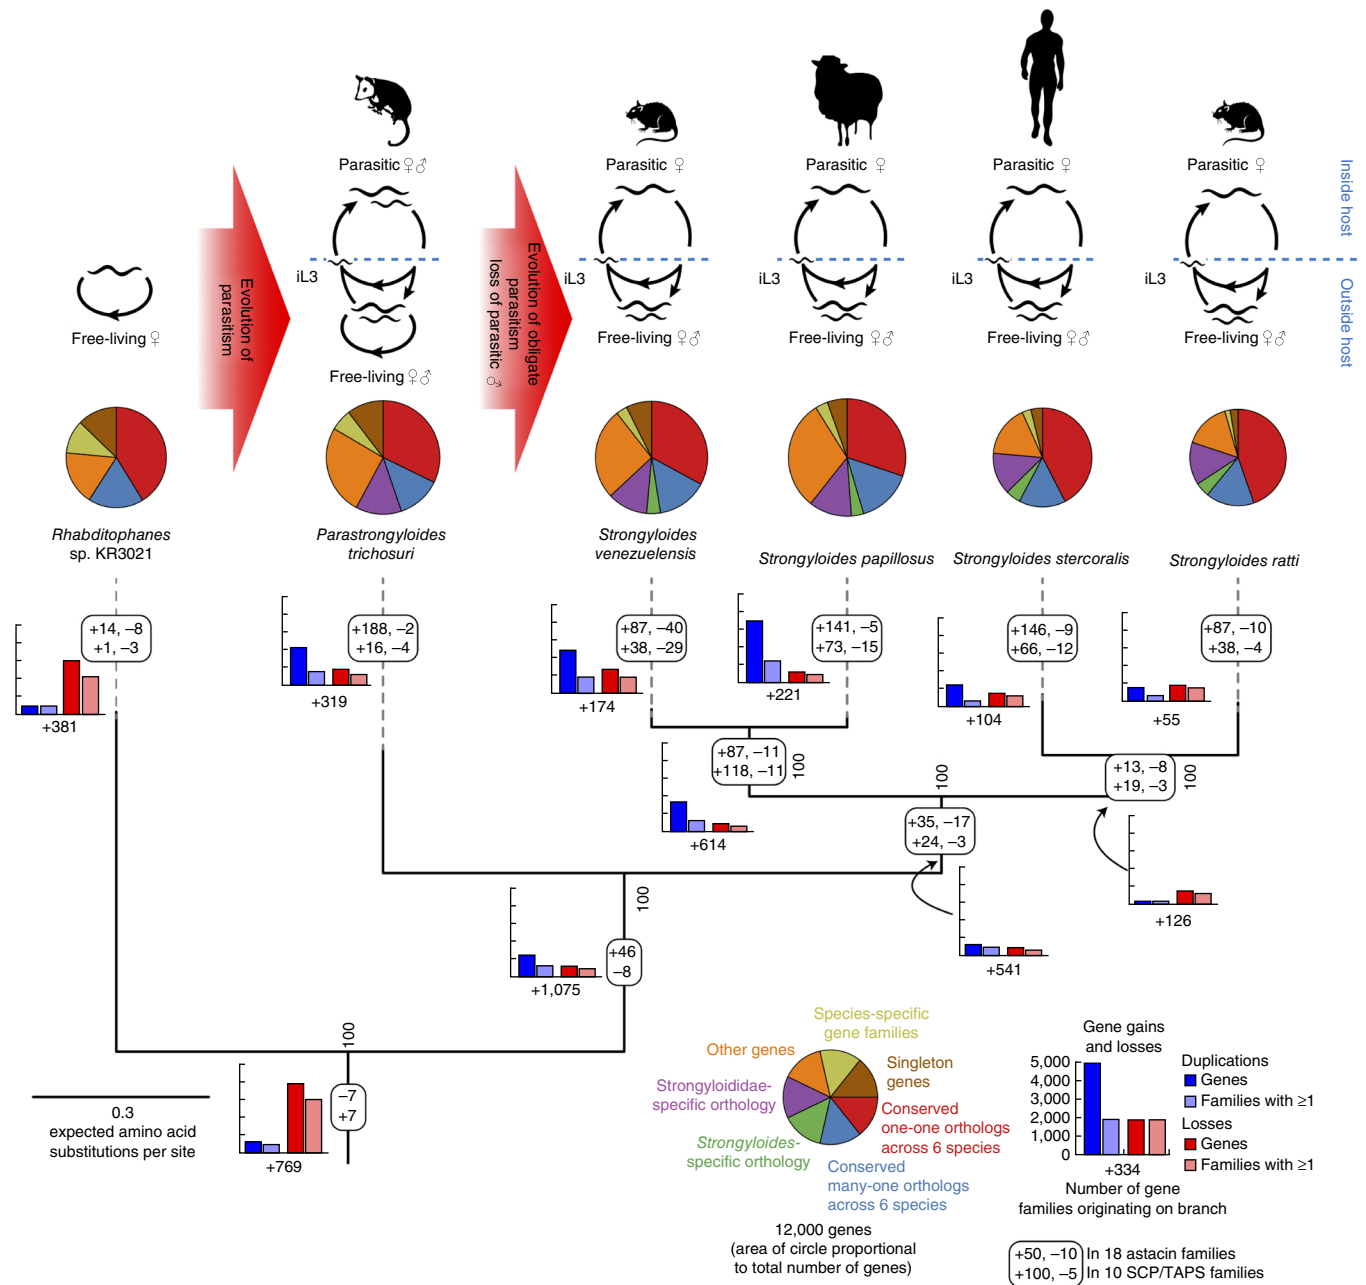 Parasitic ♀♂
Parasitic ♀
Parasitic ♀
Parasitic ♀
Parasitic ♀
Inside host
Outside host
Evolution of
parasitism
Evolution of obligate
parasitism
loss of parasitic ♂
iL3
iL3
iL3
iL3
iL3
Free-living ♀
Free-living ♀♂
Free-living ♀♂
Free-living ♀♂
Free-living ♀♂
Free-living ♀♂
Rhabditophanes
sp. KR3021
Parastrongyloides
trichosuri
Strongyloides
venezuelensis
Strongyloides papillosus
Strongyloides stercoralis
Strongyloides ratti
+14, –8
+1, –3
+381
+188, –2
+16, –4
+319
+87, –40
+38, –29
+174
+141, –5
+73, –15
+221
+146, –9
+66, –12
+104
+87, –10
+38, –4
+55
+87, –11
+118, –11
100
+614
+13, –8
+19, –3
100
+126
100
+35, –17
+24, –3
+541
100
+46
–8
+1,075
100
–7
+7
+769
0.3
expected amino acid
substitutions per site
Species-specific
gene families
Other genes
Singleton
genes
Strongyloididae-
specific orthology
Conserved
one-one orthologs
across 6 species
Strongyloides-
specific orthology
Conserved
many-one orthologs
across 6 species
12,000 genes
(area of circle proportional
to total number of genes)
Gene gains
and losses
5,000
4,000
3,000
2,000
1,000
0
+334
Number of gene
families originating on branch
Duplications
Genes
Families with ≥1
Losses
Genes
Families with ≥1
+50, –10 In 18 astacin families
+100, –5 In 10 SCP/TAPS families